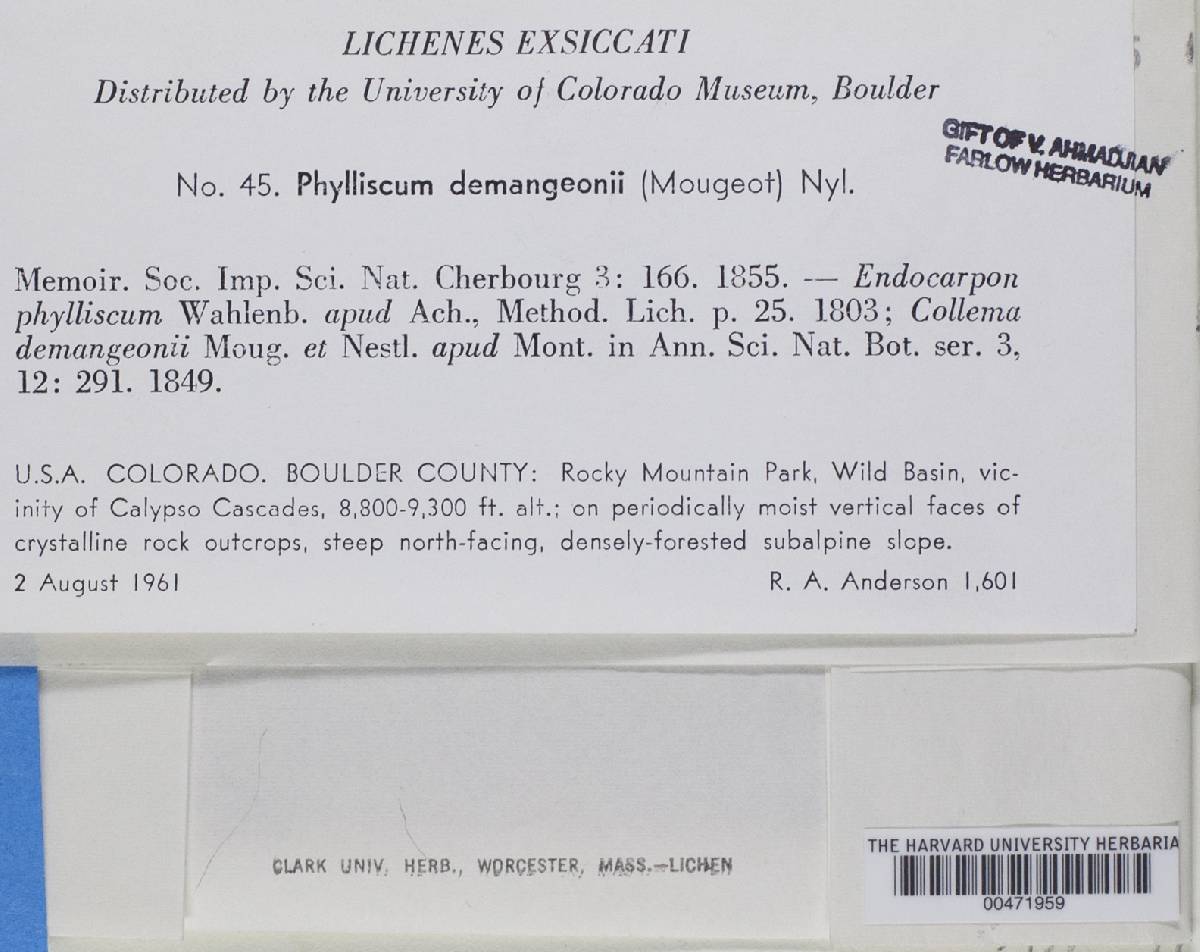 LICHENES EXSICCATI
Distributed by the University of Colorado Museum, Boulder
GIFT OF V. AHMADJIAN
FARLOW HERBARIUM
No. 45. Phylliscum demangeonii (Mougeot) Nyl.
Memoir. Soc. Imp. Sci. Nat. Cherbourg 3: 166. 1855. — Endocarpon
phylliscum Wahlenb. apud Ach., Method. Lich. p. 25. 1803; Collema
demangeonii Moug. et Nestl. apud Mont. in Ann. Sci. Nat. Bot. ser. 3,
12: 291. 1849.
U.S.A. COLORADO. BOULDER COUNTY: Rocky Mountain Park, Wild Basin, vic-
inity of Calypso Cascades, 8,800-9,300 ft. alt.; on periodically moist vertical faces of
crystalline rock outcrops, steep north-facing, densely-forested subalpine slope.
2 August 1961 R. A. Anderson 1,601
CLARK UNIV. HERB., WORCESTER, MASS.—LICHEN
THE HARVARD UNIVERSITY HERBARIA
00471959